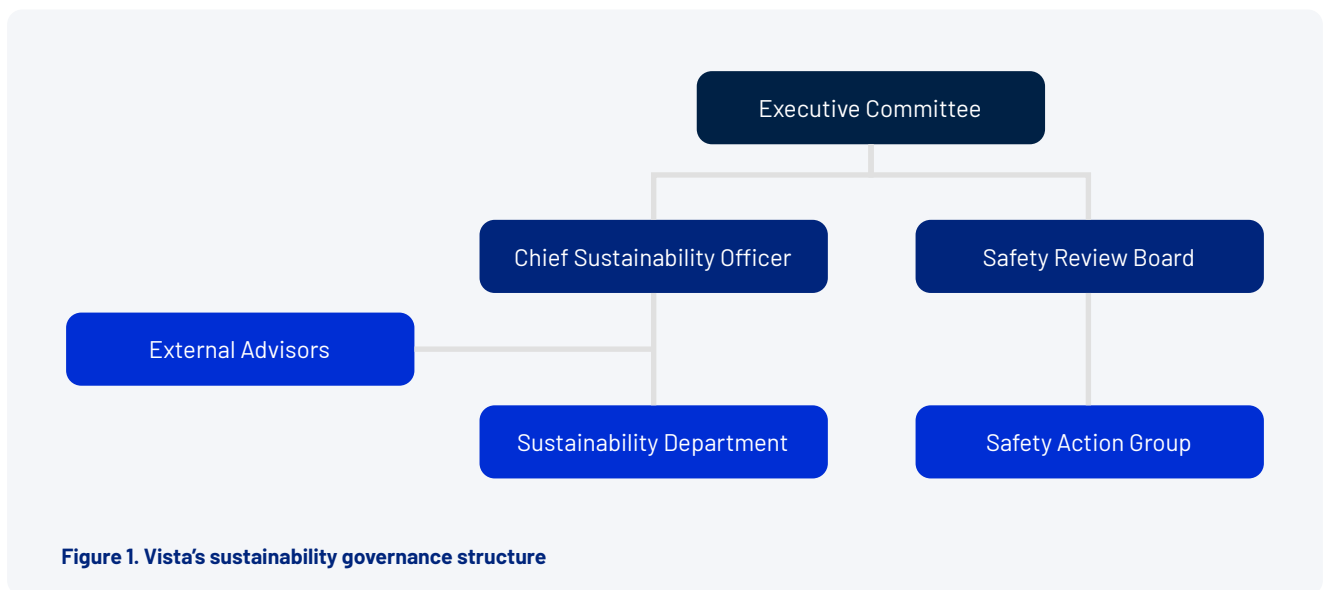 Executive Committee
Chief Sustainability Officer
Safety Review Board
External Advisors
Sustainability Department
Safety Action Group
Figure 1. Vista’s sustainability governance structure